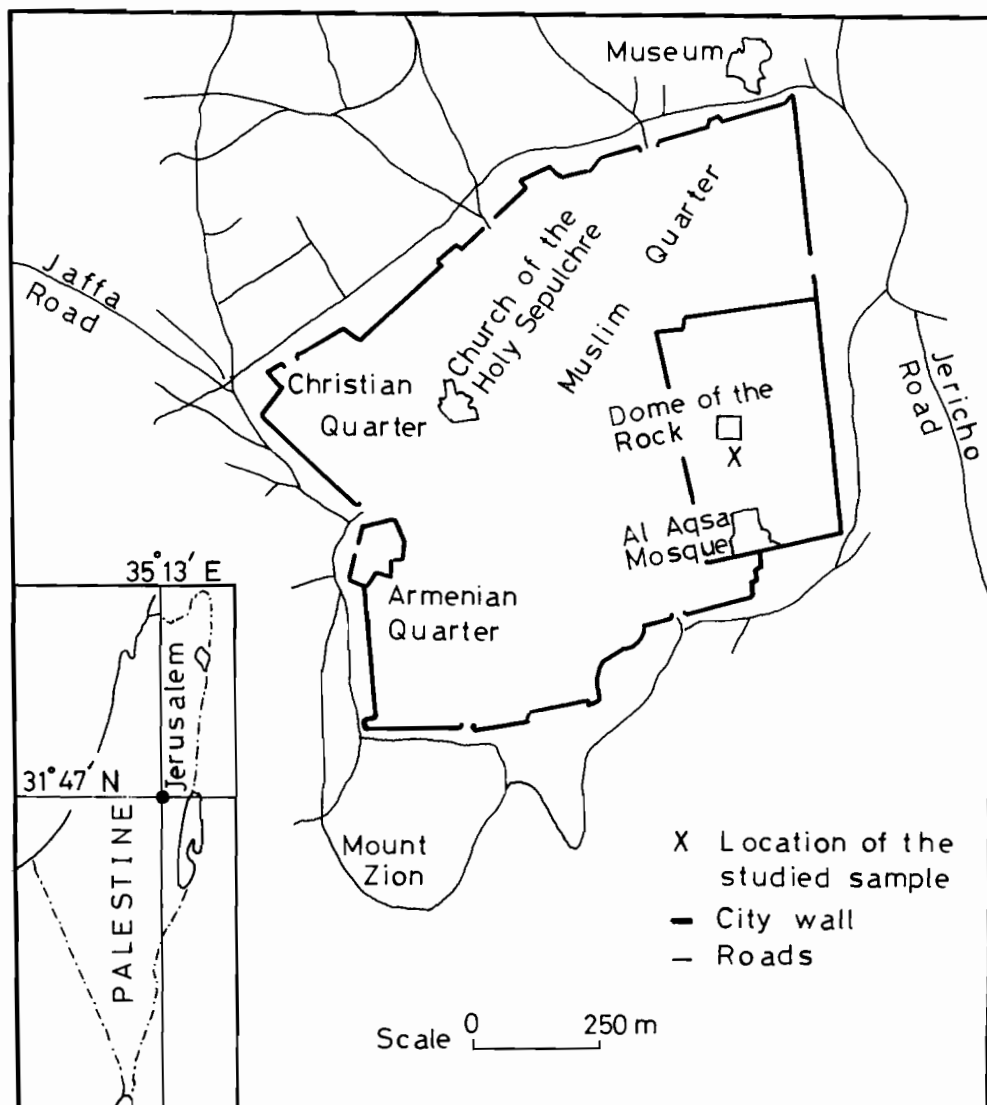 Museum
Jaffa
Road
Church of the
Holy Sepulchre
Muslim Quarter
Christian
Quarter
Dome of the
Rock
X
Jericho
Road
Al Aqsa
Mosque
Armenian
Quarter
35°13′ E
Jerusalem
31°47′ N
PALESTINE
Mount
Zion
X Location of the
studied sample
City wall
Roads
Scale 0 250 m